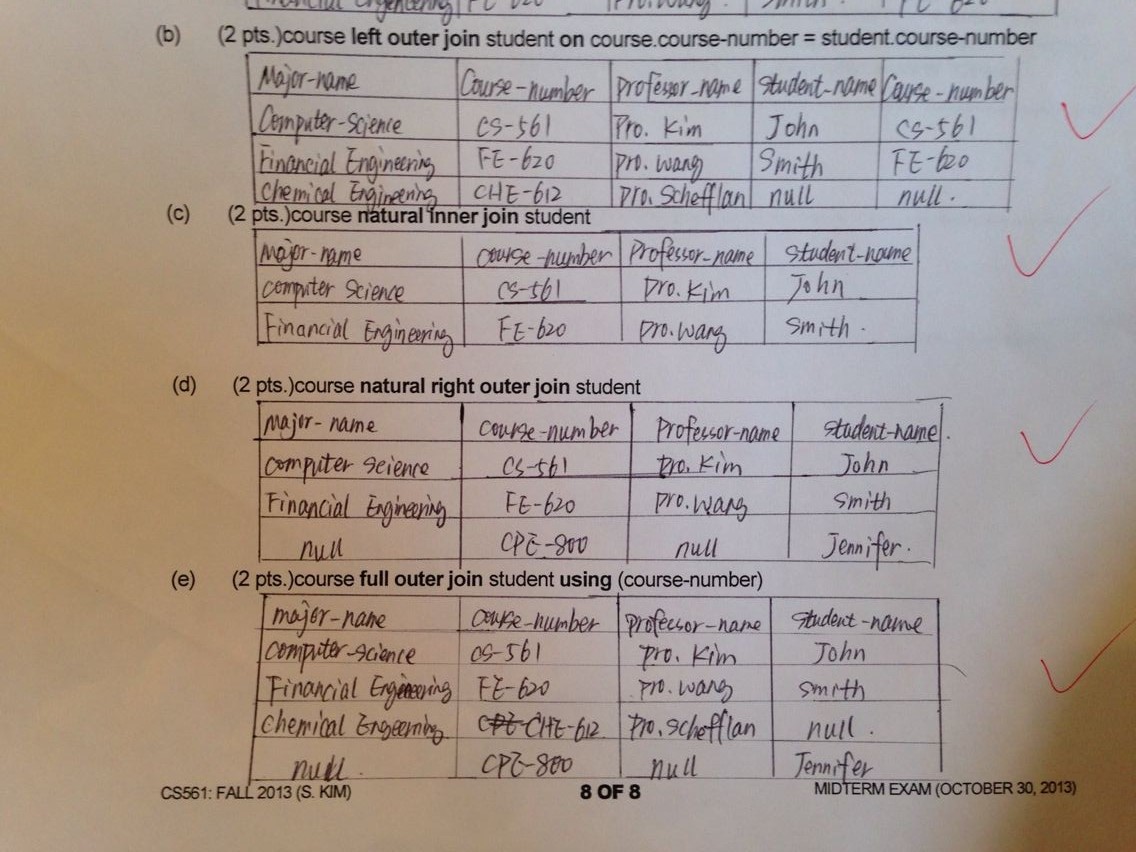 Financial Engineering FE-620 Pro. Wang. Smith. FE-620
(b) (2 pts.)course left outer join student on course.course-number = student.course-number
Major-name Course-number Professor-name Student-name Course-number
Computer-Science CS-561 Pro. Kim John CS-561
Financial Engineering FE-620 Pro. Wang Smith FE-620
Chemical Engineering CHE-612 Pro. Schefflan null null.
(c) (2 pts.)course natural inner join student
Major-name course-number Professor-name Student-name
computer Science CS-561 Pro. Kim John
Financial Engineering FE-620 Pro. Wang Smith.
(d) (2 pts.)course natural right outer join student
Major-name course-number Professor-name student-name.
computer Science CS-561 Pro. Kim John
Financial Engineering FE-620 Pro. Wang Smith
null CPE-800 null Jennifer.
(e) (2 pts.)course full outer join student using (course-number)
major-name course-number professor-name student-name
computer-science CS-561 Pro. Kim John
Financial Engineering FE-620 Pro. Wang smith
Chemical Engeerning CPE CHE-612 Pro. Schefflan null.
null. CPE-800 null Jennifer
CS561: FALL 2013 (S. KIM) 8 OF 8 MIDTERM EXAM (OCTOBER 30, 2013)